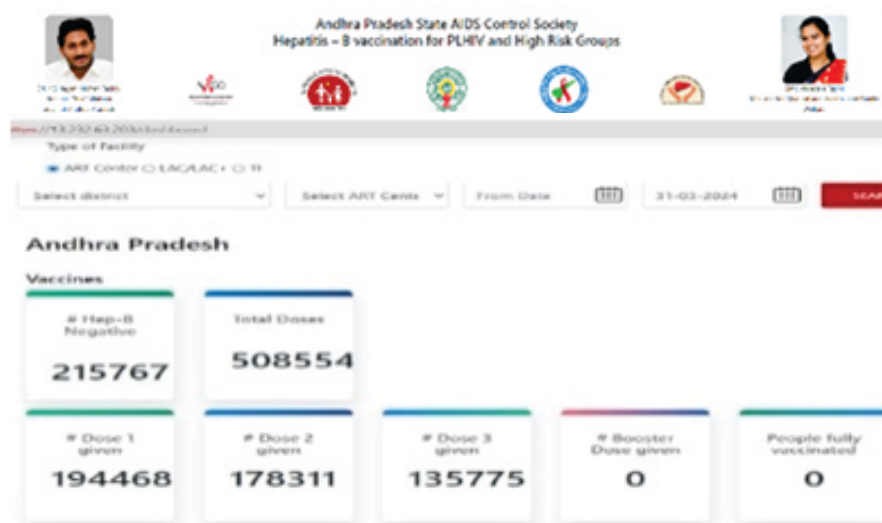 Andhra Pradesh State AIDS Control Society
Hepatitis – B vaccination for PLHIV and High Risk Groups
Type of Facility
ART Center LAC/LAC+ TI
Select district
Select ART Cente
From Date
31-03-2024
SEAR
Andhra Pradesh
Vaccines
# Hep-B
Negative
215767
Total Doses
508554
# Dose 1
given
194468
# Dose 2
given
178311
# Dose 3
given
135775
# Booster
Dose given
0
People fully
vaccinated
0